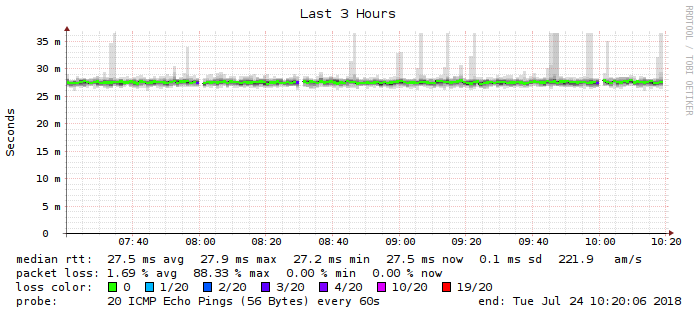 Last 3 Hours
RRDTOOL / TOBI OETIKER
Seconds
35 m
30 m
25 m
20 m
15 m
10 m
5 m
0
07:40 08:00 08:20 08:40 09:00 09:20 09:40 10:00 10:20
median rtt: 27.5 ms avg 27.9 ms max 27.2 ms min 27.5 ms now 0.1 ms sd 221.9 am/s
packet loss: 1.69 % avg 88.33 % max 0.00 % min 0.00 % now
loss color: 0 1/20 2/20 3/20 4/20 10/20 19/20
probe: 20 ICMP Echo Pings (56 Bytes) every 60s end: Tue Jul 24 10:20:06 2018